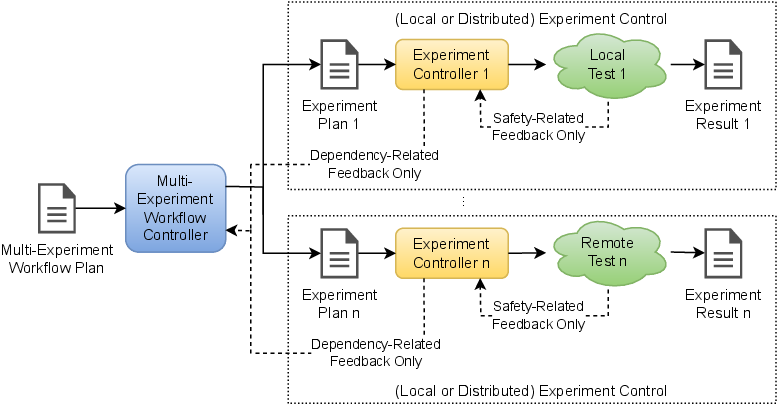 (Local or Distributed) Experiment Control
Experiment
Controller 1
Local
Test 1
Experiment
Plan 1
Safety-Related
Feedback Only
Experiment
Result 1
Dependency-Related
Feedback Only
Multi-
Experiment
Workflow
Controller
Multi-Experiment
Workflow Plan
...
Experiment
Controller n
Remote
Test n
Experiment
Plan n
Safety-Related
Feedback Only
Experiment
Result n
Dependency-Related
Feedback Only
(Local or Distributed) Experiment Control